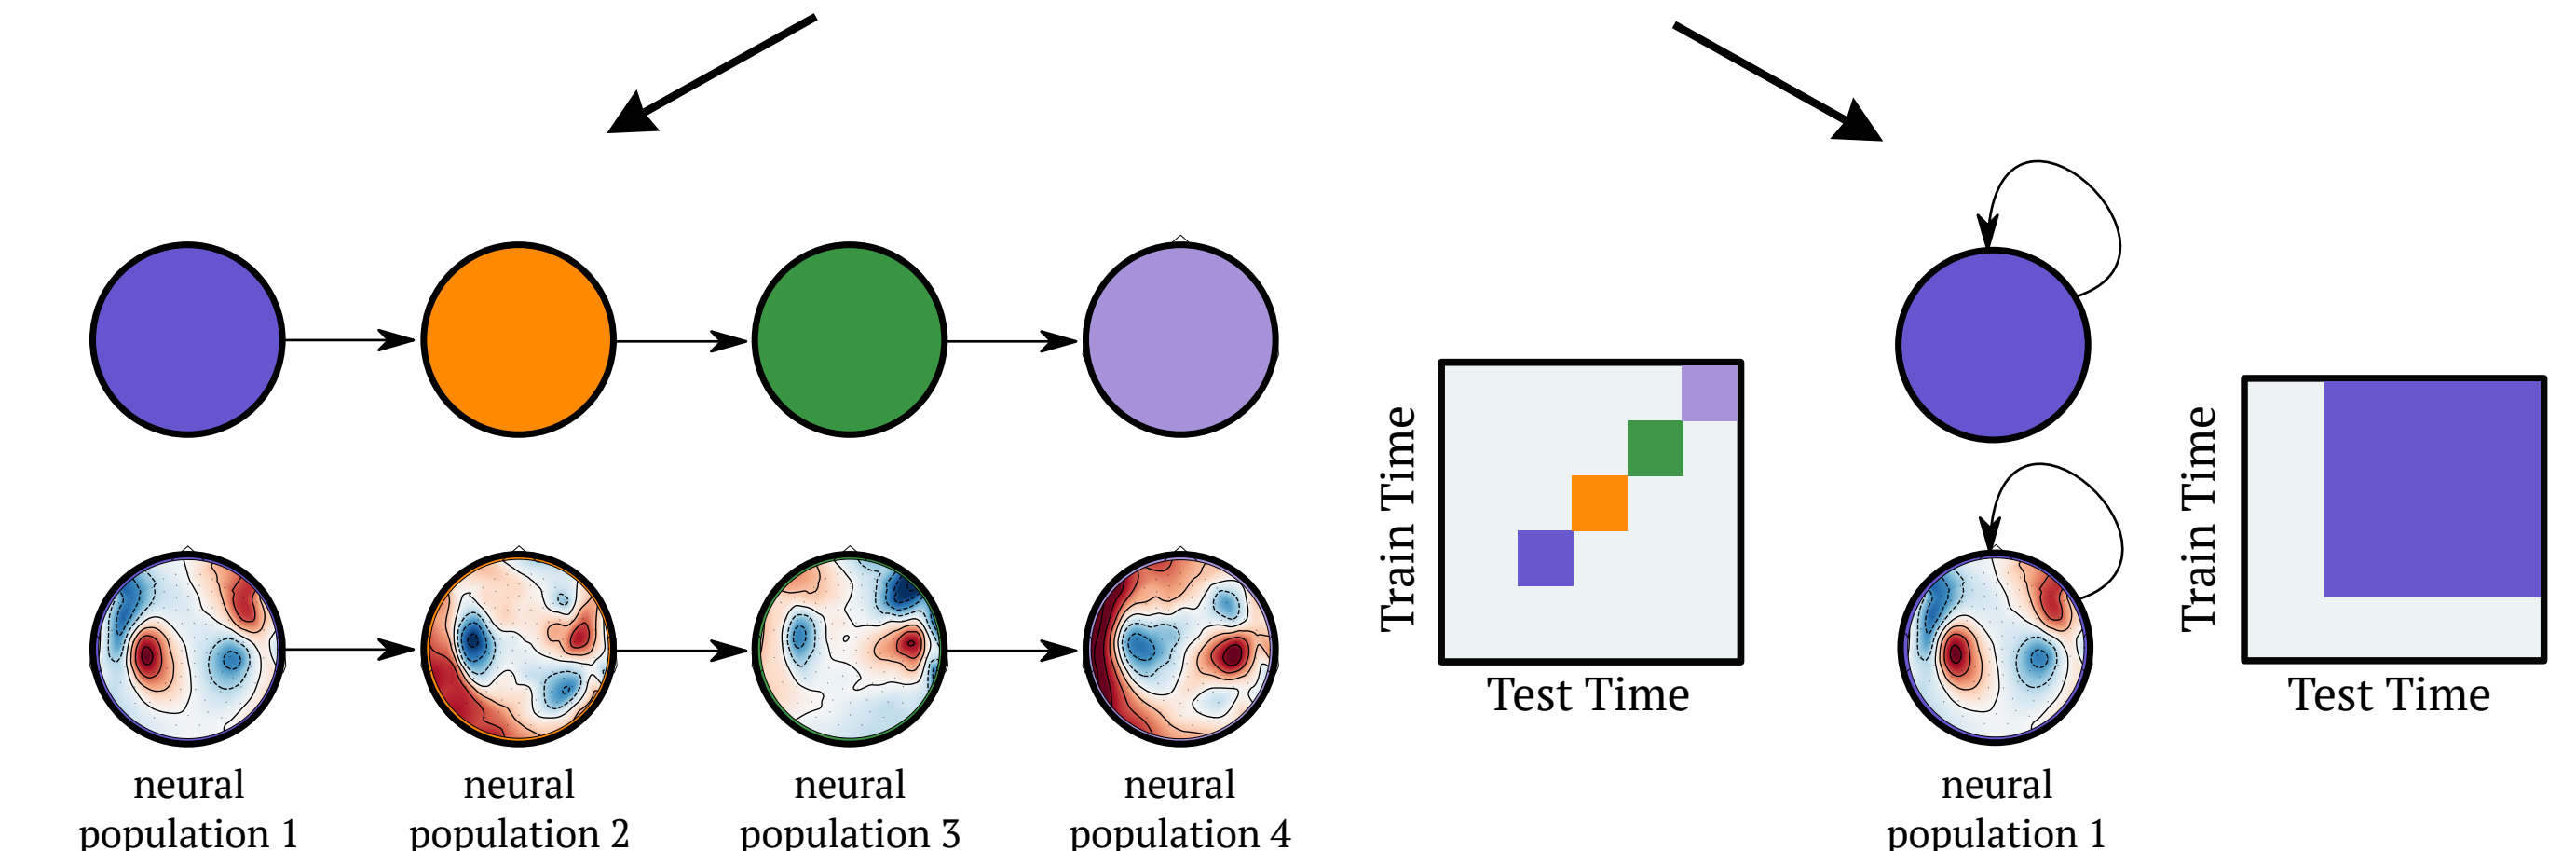 Train Time
Test Time
Train Time
Test Time
neural
population 1
neural
population 2
neural
population 3
neural
population 4
neural
population 1